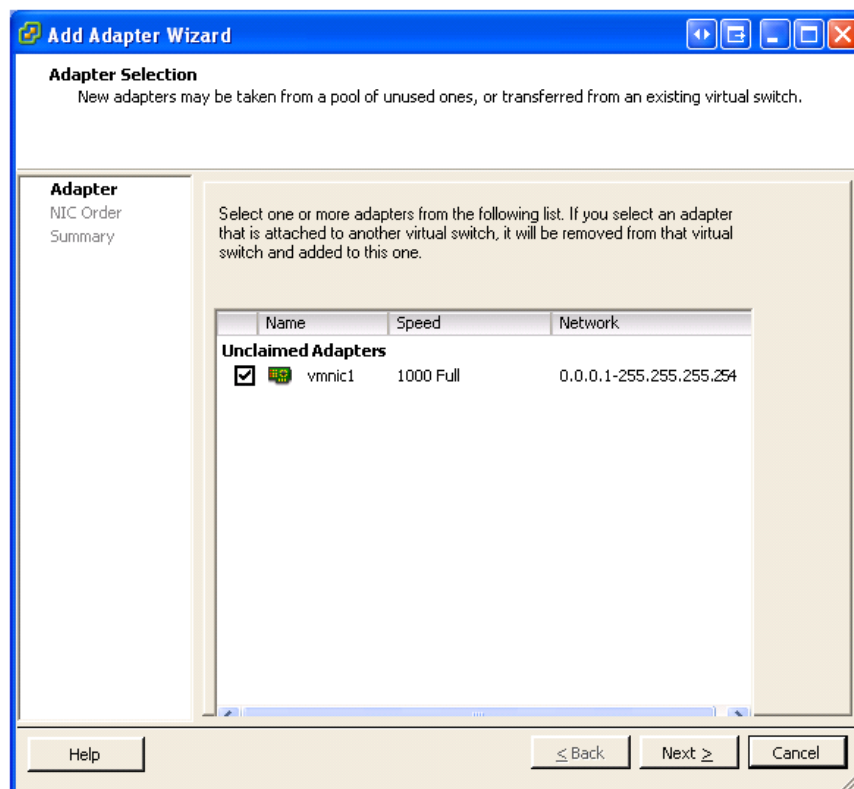 Add Adapter Wizard
Adapter Selection
New adapters may be taken from a pool of unused ones, or transferred from an existing virtual switch.
Adapter
NIC Order
Summary
Select one or more adapters from the following list. If you select an adapter
that is attached to another virtual switch, it will be removed from that virtual
switch and added to this one.
Name Speed Network
Unclaimed Adapters
vmnic1 1000 Full 0.0.0.1-255.255.255.254
Help < Back Next > Cancel